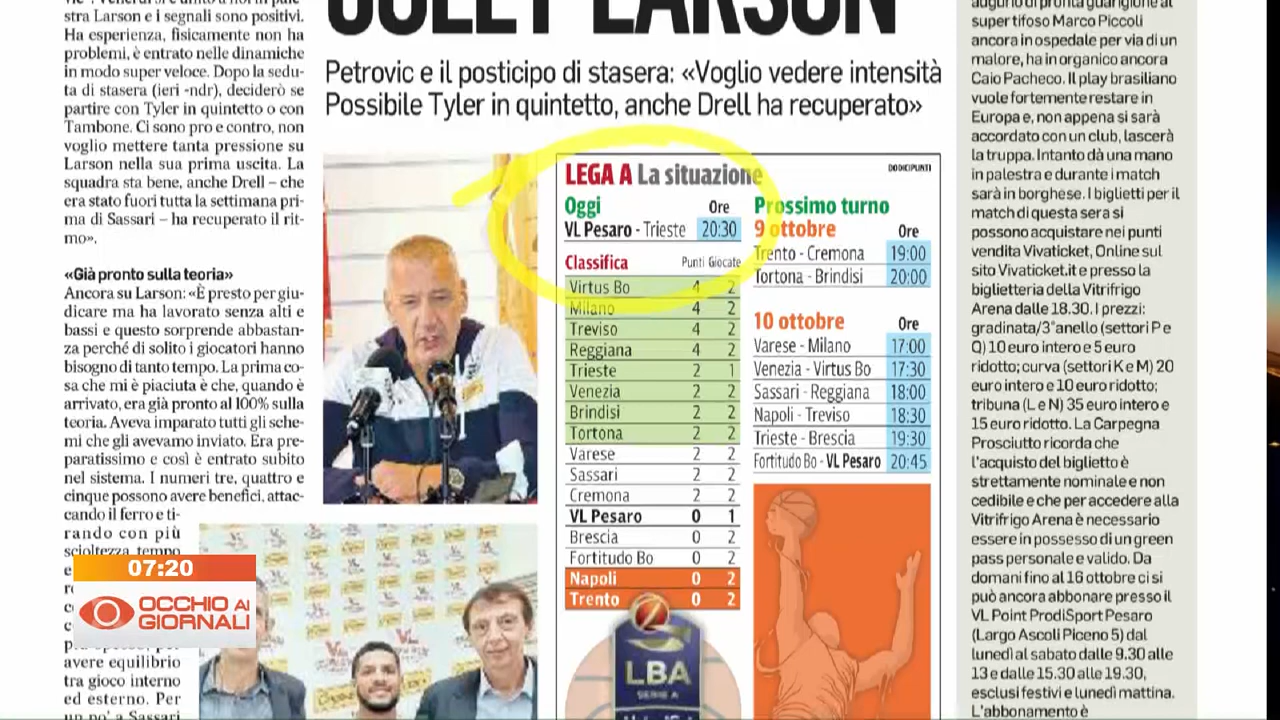 stra Larson e i segnali sono positivi.
Ha esperienza, fisicamente non ha
problemi, è entrato nelle dinamiche
in modo super veloce. Dopo la sedu-
ta di stasera (ieri -ndr), deciderò se
partire con Tyler in quintetto o con
Tambone. Ci sono pro e contro, non
voglio mettere tanta pressione su
Larson nella sua prima uscita. La
squadra sta bene, anche Drell – che
era stato fuori tutta la settimana pri-
ma di Sassari – ha recuperato il rit-
mo».
«Già pronto sulla teoria»
Ancora su Larson: «È presto per giu-
dicare ma ha lavorato senza alti e
bassi e questo sorprende abbastan-
za perché di solito i giocatori hanno
bisogno di tanto tempo. La prima co-
sa che mi è piaciuta è che, quando è
arrivato, era già pronto al 100% sulla
teoria. Aveva imparato tutti gli sche-
mi che gli avevamo inviato. Era pre-
paratissimo e così è entrato subito
nel sistema. I numeri tre, quattro e
cinque possono avere benefici, attac-
cando il ferro e ti-
rando con più
scioltezza tempo
avere equilibrio
tra gioco interno
ed esterno. Per
un po' a Sassari
LARSON
Petrovic e il posticipo di stasera: «Voglio vedere intensità
Possibile Tyler in quintetto, anche Drell ha recuperato»
LEGA A La situazione
DODICIPUNTI
Oggi Ore
VL Pesaro - Trieste 20:30
Classifica Punti Giocate
Virtus Bo 4 2
Milano 4 2
Treviso 4 2
Reggiana 4 2
Trieste 2 1
Venezia 2 2
Brindisi 2 2
Tortona 2 2
Varese 2 2
Sassari 2 2
Cremona 2 2
VL Pesaro 0 1
Brescia 0 2
Fortitudo Bo 0 2
Napoli 0 2
Trento 0 2
LBA
SERIE A
Prossimo turno
9 ottobre Ore
Trento - Cremona 19:00
Tortona - Brindisi 20:00
10 ottobre Ore
Varese - Milano 17:00
Venezia - Virtus Bo 17:30
Sassari - Reggiana 18:00
Napoli - Treviso 18:30
Trieste - Brescia 19:30
Fortitudo Bo - VL Pesaro 20:45
augurio di pronta guarigione al
super tifoso Marco Piccoli
ancora in ospedale per via di un
malore, ha in organico ancora
Caio Pacheco. Il play brasiliano
vuole fortemente restare in
Europa e, non appena si sarà
accordato con un club, lascerà
la truppa. Intanto dà una mano
in palestra e durante i match
sarà in borghese. I biglietti per il
match di questa sera si
possono acquistare nei punti
vendita Vivaticket, Online sul
sito Vivaticket.it e presso la
biglietteria della Vitrifrigo
Arena dalle 18.30. I prezzi:
gradinata/3°anello (settori P e
Q) 10 euro intero e 5 euro
ridotto; curva (settori K e M) 20
euro intero e 10 euro ridotto;
tribuna (L e N) 35 euro intero e
15 euro ridotto. La Carpegna
Prosciutto ricorda che
l'acquisto del biglietto è
strettamente nominale e non
cedibile e che per accedere alla
Vitrifrigo Arena è necessario
essere in possesso di un green
pass personale e valido. Da
domani fino al 16 ottobre ci si
può ancora abbonare presso il
VL Point ProdiSport Pesaro
(Largo Ascoli Piceno 5) dal
lunedì al sabato dalle 9.30 alle
13 e dalle 15.30 alle 19.30,
esclusi festivi e lunedì mattina.
L'abbonamento è
07:20
OCCHIO AI
GIORNALI